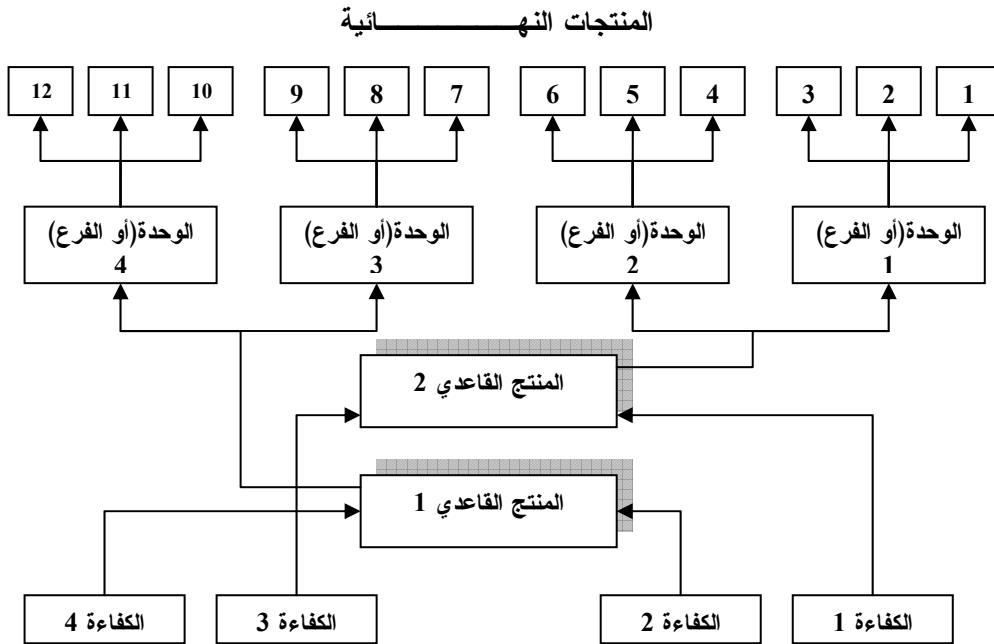 المنتجات النهـــــــــــــائية
1
2
3
4
5
6
7
8
9
10
11
12
الوحدة(أو الفرع)
1
الوحدة(أو الفرع)
2
الوحدة(أو الفرع)
3
الوحدة(أو الفرع)
4
المنتج القاعدي 2
المنتج القاعدي 1
الكفاءة 1
الكفاءة 2
الكفاءة 3
الكفاءة 4